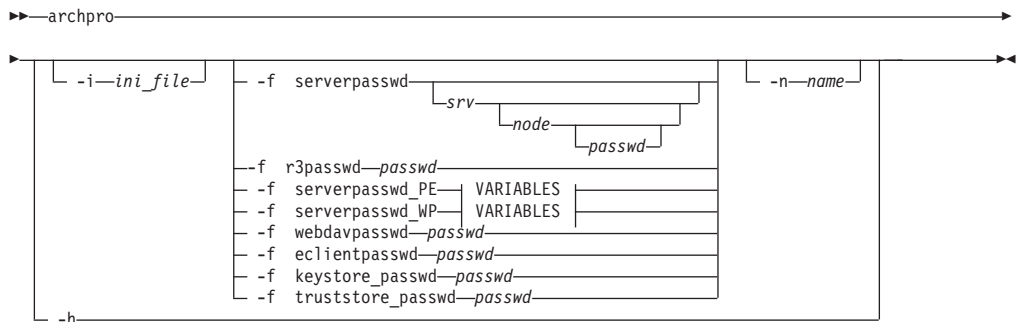 archpro
-i ini_file
-f serverpasswd
-n name
srv
node
passwd
-f r3passwd passwd
-f serverpasswd_PE VARIABLES
-f serverpasswd_WP VARIABLES
-f webdavpasswd passwd
-f eclientpasswd passwd
-f keystore_passwd passwd
-f truststore_passwd passwd
-h